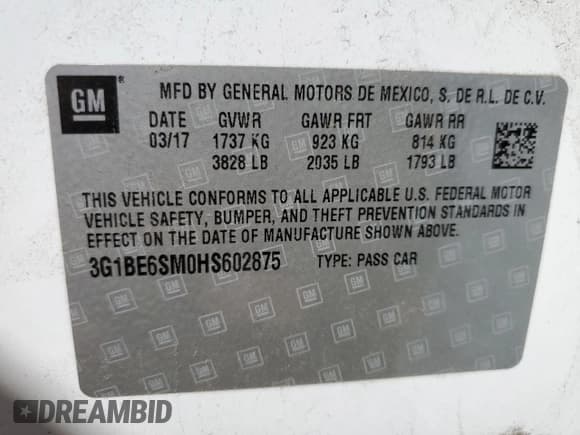 GM ®
MFD BY GENERAL MOTORS DE MEXICO, S. DE R.L. DE C.V.
DATE GVWR GAWR FRT GAWR RR
03/17 1737 KG 923 KG 814 KG
3828 LB 2035 LB 1793 LB
THIS VEHICLE CONFORMS TO ALL APPLICABLE U.S. FEDERAL MOTOR
VEHICLE SAFETY, BUMPER, AND THEFT PREVENTION STANDARDS IN
EFFECT ON THE DATE OF MANUFACTURE SHOWN ABOVE.
3G1BE6SM0HS602875 TYPE: PASS CAR
DREAMBID